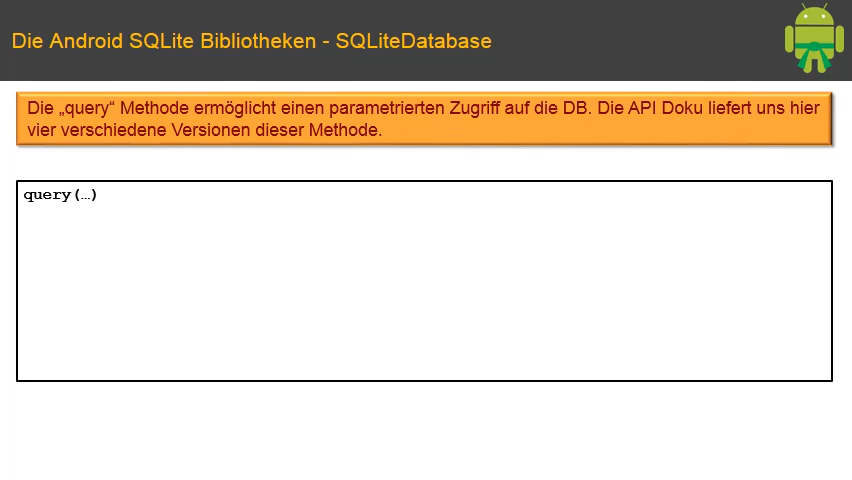 Die Android SQLite Bibliotheken - SQLiteDatabase
Die „query“ Methode ermöglicht einen parametrierten Zugriff auf die DB. Die API Doku liefert uns hier
vier verschiedene Versionen dieser Methode.
query(…)